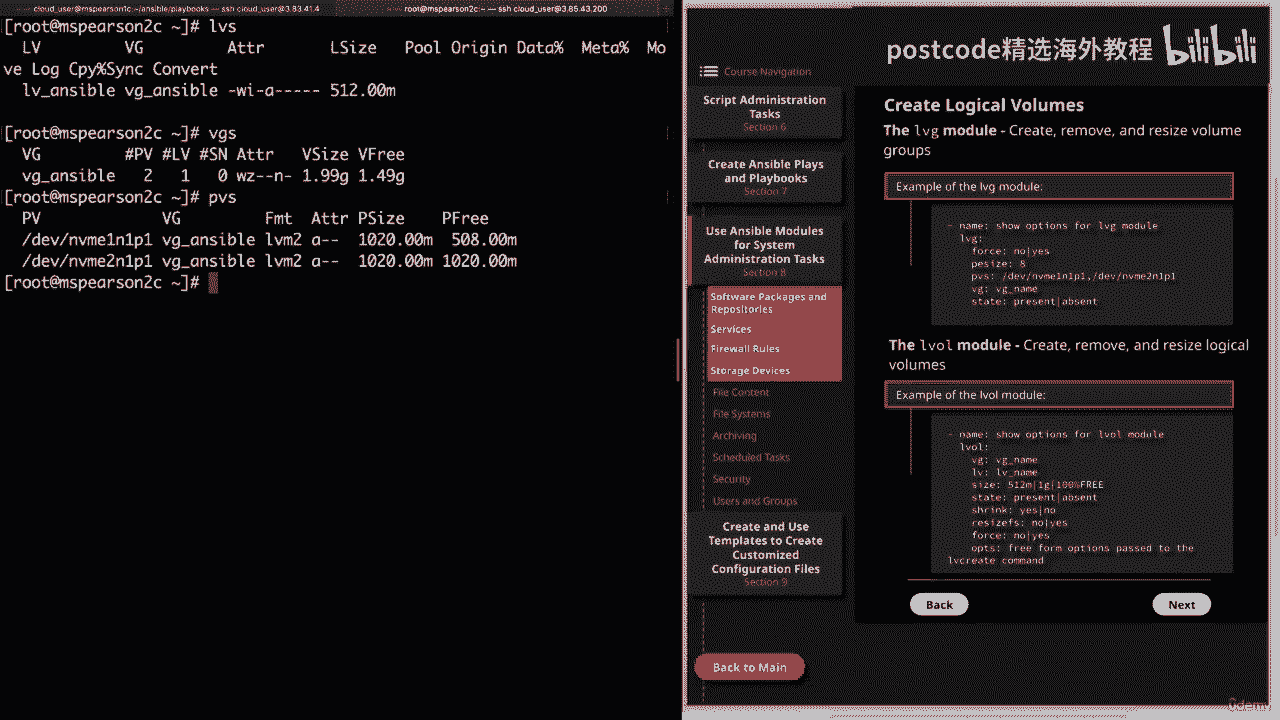 cloud_user@mspearson1c:~/ansible/playbooks — ssh cloud_user@3.83.41.4
root@mspearson2c:~ — ssh cloud_user@3.85.43.200
[root@mspearson2c ~]# lvs
  LV         VG         Attr       LSize   Pool Origin Data%  Meta%  Mo
ve Log Cpy%Sync Convert
  lv_ansible vg_ansible -wi-a----- 512.00m
[root@mspearson2c ~]# vgs
  VG         #PV #LV #SN Attr   VSize VFree
  vg_ansible   2   1   0 wz--n- 1.99g 1.49g
[root@mspearson2c ~]# pvs
  PV             VG         Fmt  Attr PSize    PFree
  /dev/nvme1n1p1 vg_ansible lvm2 a--  1020.00m  508.00m
  /dev/nvme2n1p1 vg_ansible lvm2 a--  1020.00m 1020.00m
[root@mspearson2c ~]#
postcode精选海外教程 bilibili
Course Navigation
Script Administration
Tasks
Section 6
Create Ansible Plays
and Playbooks
Section 7
Use Ansible Modules
for System
Administration Tasks
Section 8
Software Packages and
Repositories
Services
Firewall Rules
Storage Devices
File Content
File Systems
Archiving
Scheduled Tasks
Security
Users and Groups
Create and Use
Templates to Create
Customized
Configuration Files
Section 9
Back to Main
Create Logical Volumes
The lvg module - Create, remove, and resize volume
groups
Example of the lvg module:
- name: show options for lvg module
  lvg:
    force: no|yes
    pesize: 8
    pvs: /dev/nvme1n1p1,/dev/nvme2n1p1
    vg: vg_name
    state: present|absent
The lvol module - Create, remove, and resize logical
volumes
Example of the lvol module:
- name: show options for lvol module
  lvol:
    vg: vg_name
    lv: lv_name
    size: 512m|1g|100%FREE
    state: present|absent
    shrink: yes|no
    resizefs: no|yes
    force: no|yes
    opts: free form options passed to the
lvcreate command
Back
Next
ûdemy